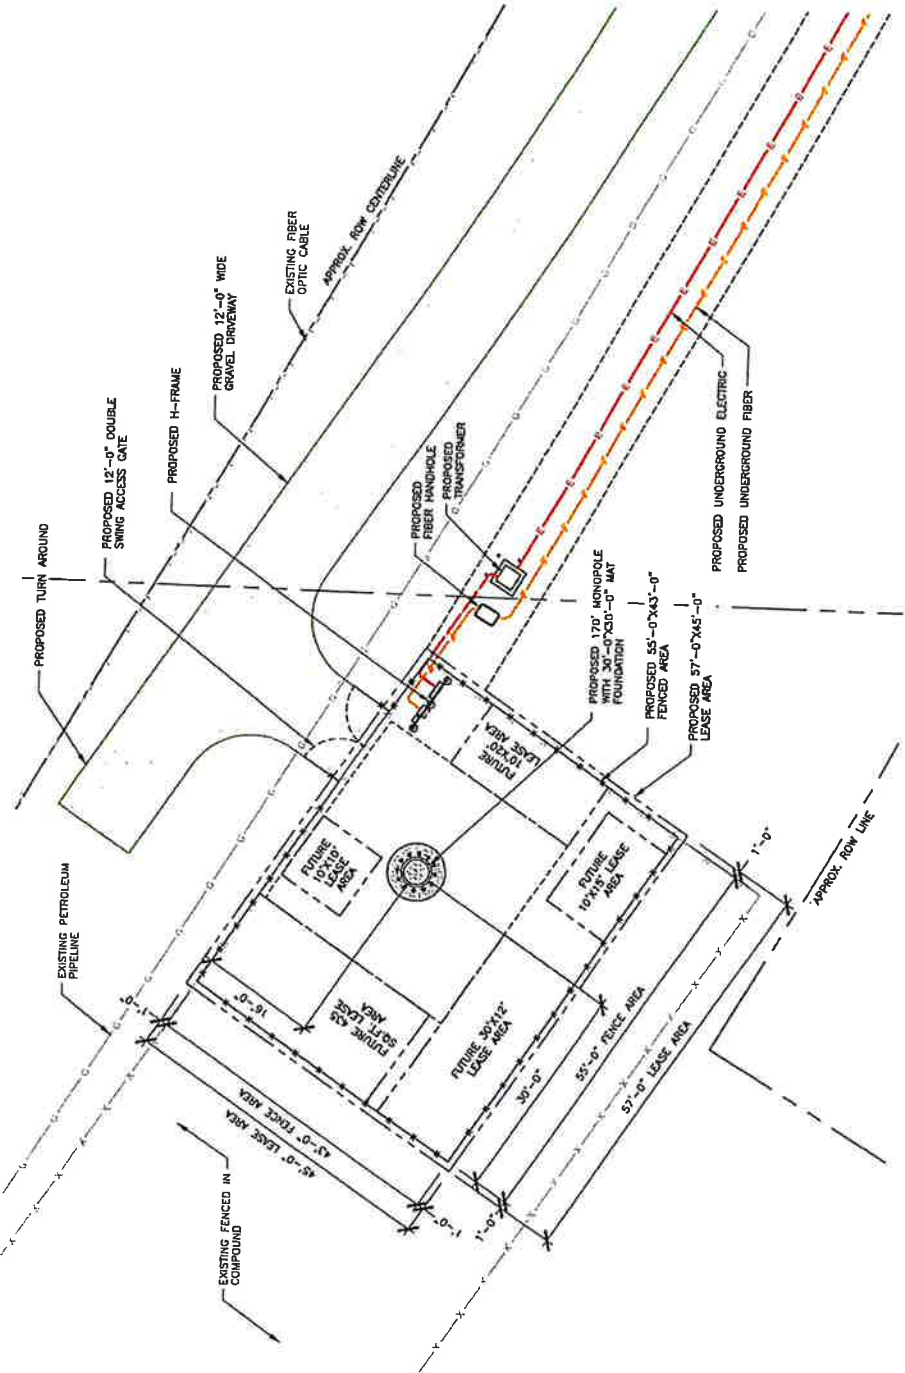 PROPOSED TURN AROUND
PROPOSED 12'-0" DOUBLE
SWING ACCESS GATE
PROPOSED H-FRAME
PROPOSED 12'-0" WIDE
GRAVEL DRIVEWAY
EXISTING FIBER
OPTIC CABLE
APPROX. ROW CENTERLINE
PROPOSED
FIBER HANDHOLE
PROPOSED
TRANSFORMER
PROPOSED UNDERGROUND ELECTRIC
PROPOSED UNDERGROUND FIBER
PROPOSED 170' MONOPOLE
WITH 30'-0"X30'-0" MAT
FOUNDATION
PROPOSED 55'-0"X43'-0"
FENCED AREA
PROPOSED 57'-0"X45'-0"
LEASE AREA
EXISTING PETROLEUM
PIPELINE
FUTURE
10'X20'
LEASE AREA
FUTURE
10'X10'
LEASE
AREA
FUTURE
10'X15' LEASE
AREA
FUTURE 435
SQ.FT. LEASE
AREA
FUTURE 30'X12'
LEASE AREA
16'-0"
1'-0"
43'-0" FENCE AREA
45'-0" LEASE AREA
1'-0"
1'-0"
30'-0"
55'-0" FENCE AREA
57'-0" LEASE AREA
1'-0"
APPROX. ROW LINE
EXISTING FENCED IN
COMPOUND